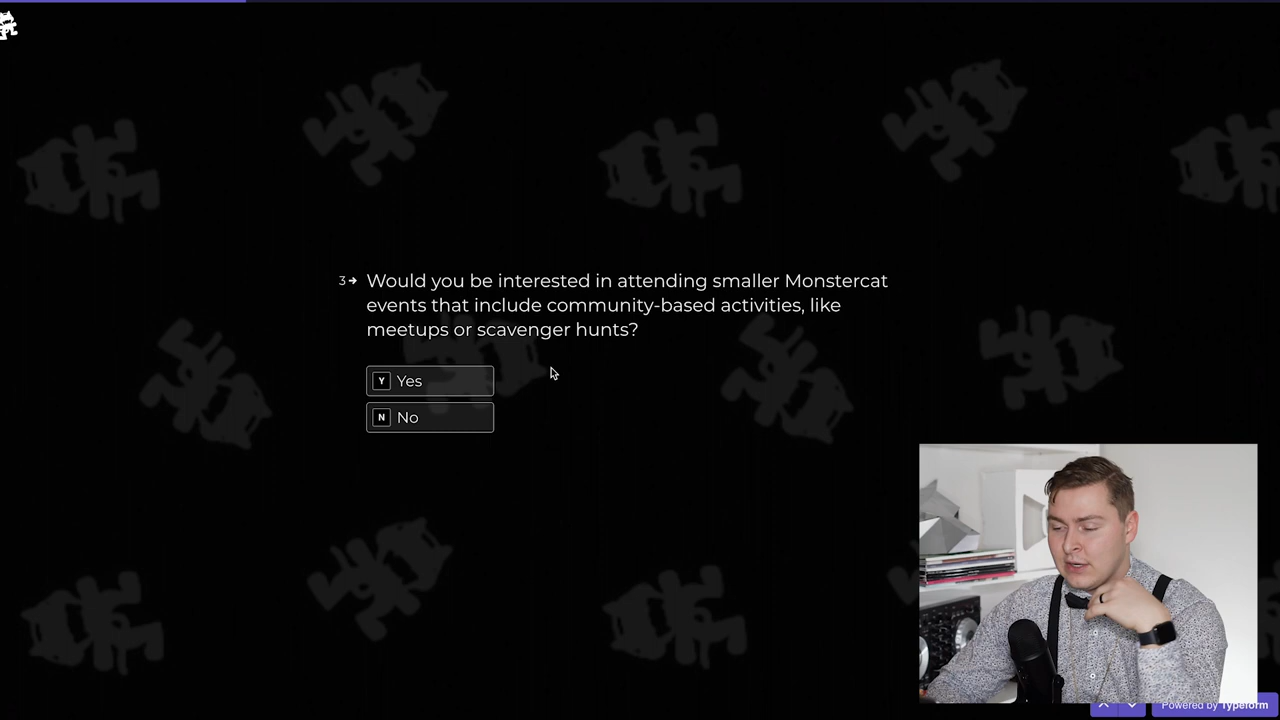 3
Would you be interested in attending smaller Monstercat
events that include community-based activities, like
meetups or scavenger hunts?
Y Yes
N No
Powered by Typeform